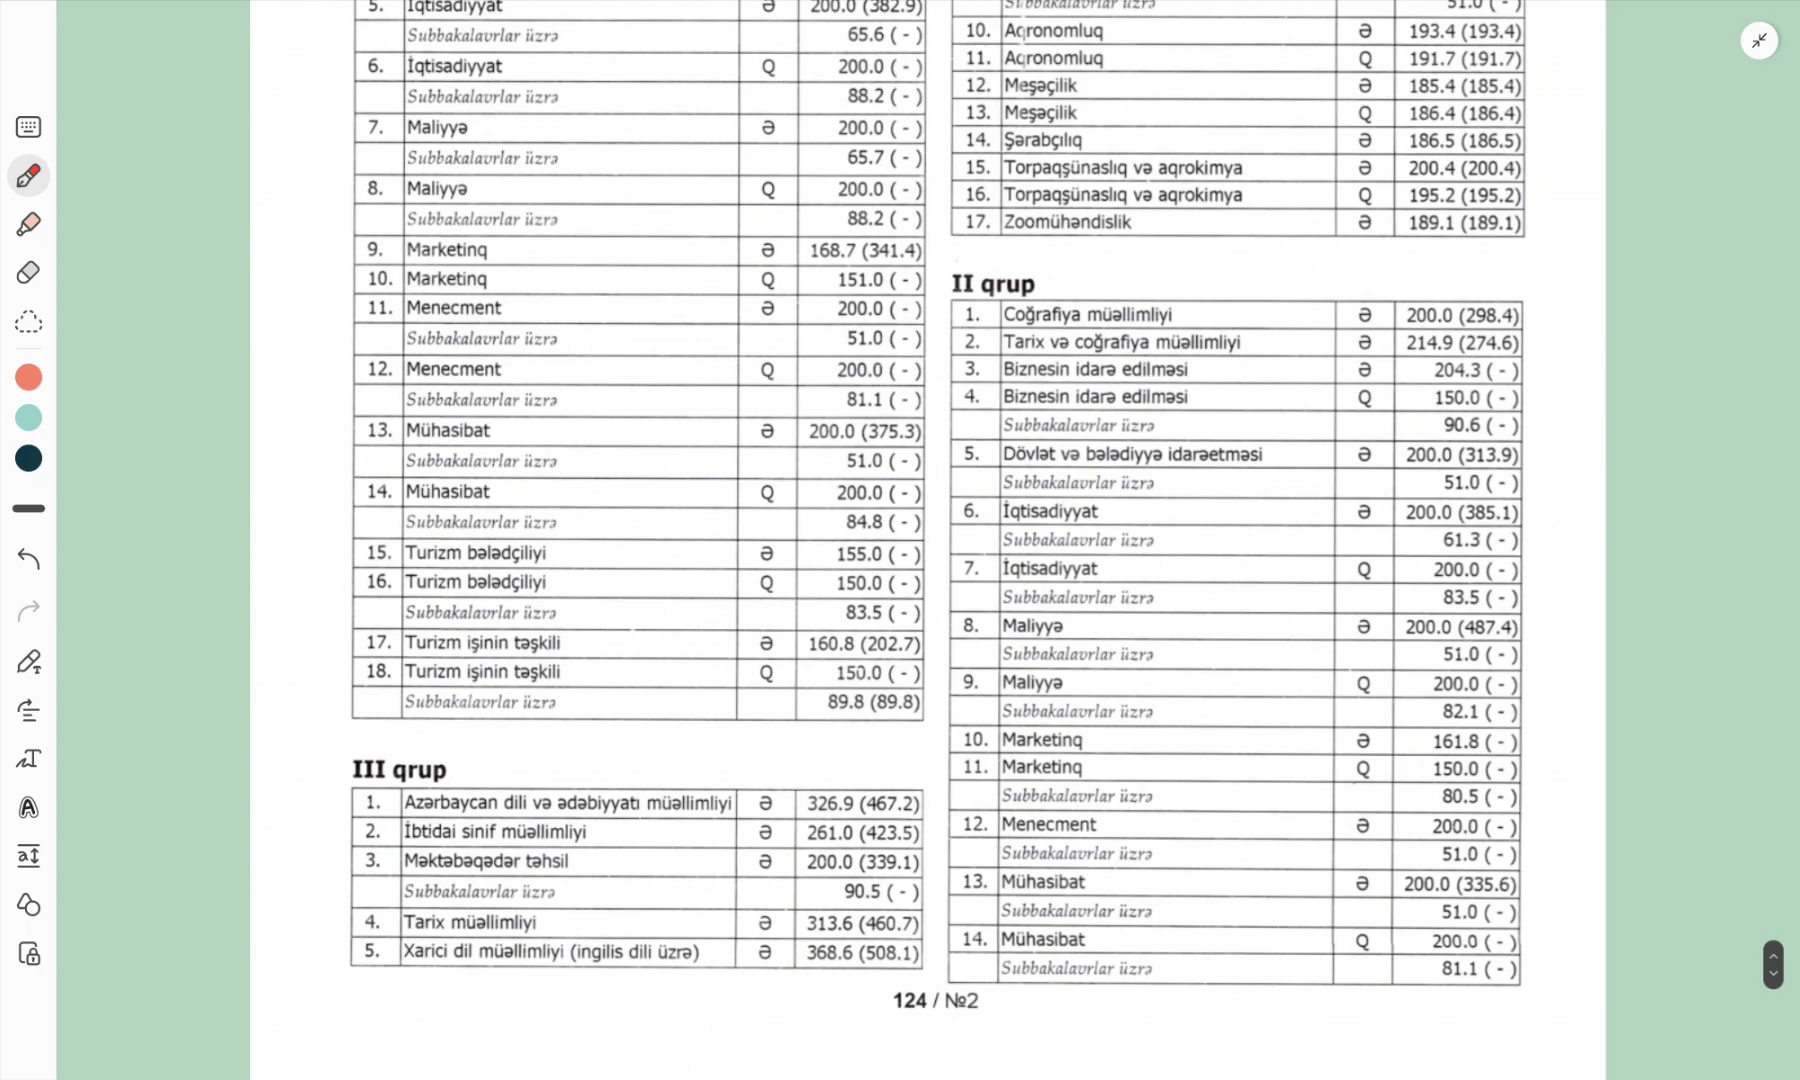 5. İqtisadiyyat Ə 200.0 (382.9)
Subbakalavrlar üzrə 65.6 ( - )
6. İqtisadiyyat Q 200.0 ( - )
Subbakalavrlar üzrə 88.2 ( - )
7. Maliyyə Ə 200.0 ( - )
Subbakalavrlar üzrə 65.7 ( - )
8. Maliyyə Q 200.0 ( - )
Subbakalavrlar üzrə 88.2 ( - )
9. Marketinq Ə 168.7 (341.4)
10. Marketinq Q 151.0 ( - )
11. Menecment Ə 200.0 ( - )
Subbakalavrlar üzrə 51.0 ( - )
12. Menecment Q 200.0 ( - )
Subbakalavrlar üzrə 81.1 ( - )
13. Mühasibat Ə 200.0 (375.3)
Subbakalavrlar üzrə 51.0 ( - )
14. Mühasibat Q 200.0 ( - )
Subbakalavrlar üzrə 84.8 ( - )
15. Turizm bələdçiliyi Ə 155.0 ( - )
16. Turizm bələdçiliyi Q 150.0 ( - )
Subbakalavrlar üzrə 83.5 ( - )
17. Turizm işinin təşkili Ə 160.8 (202.7)
18. Turizm işinin təşkili Q 150.0 ( - )
Subbakalavrlar üzrə 89.8 (89.8)
III qrup
1. Azərbaycan dili və ədəbiyyatı müəllimliyi Ə 326.9 (467.2)
2. İbtidai sinif müəllimliyi Ə 261.0 (423.5)
3. Məktəbəqədər təhsil Ə 200.0 (339.1)
Subbakalavrlar üzrə 90.5 ( - )
4. Tarix müəllimliyi Ə 313.6 (460.7)
5. Xarici dil müəllimliyi (ingilis dili üzrə) Ə 368.6 (508.1)
Subbakalavrlar üzrə 51.0 ( - )
10. Aqronomluq Ə 193.4 (193.4)
11. Aqronomluq Q 191.7 (191.7)
12. Meşəçilik Ə 185.4 (185.4)
13. Meşəçilik Q 186.4 (186.4)
14. Şərabçılıq Ə 186.5 (186.5)
15. Torpaqşünaslıq və aqrokimya Ə 200.4 (200.4)
16. Torpaqşünaslıq və aqrokimya Q 195.2 (195.2)
17. Zoomühəndislik Ə 189.1 (189.1)
II qrup
1. Coğrafiya müəllimliyi Ə 200.0 (298.4)
2. Tarix və coğrafiya müəllimliyi Ə 214.9 (274.6)
3. Biznesin idarə edilməsi Ə 204.3 ( - )
4. Biznesin idarə edilməsi Q 150.0 ( - )
Subbakalavrlar üzrə 90.6 ( - )
5. Dövlət və bələdiyyə idarəetməsi Ə 200.0 (313.9)
Subbakalavrlar üzrə 51.0 ( - )
6. İqtisadiyyat Ə 200.0 (385.1)
Subbakalavrlar üzrə 61.3 ( - )
7. İqtisadiyyat Q 200.0 ( - )
Subbakalavrlar üzrə 83.5 ( - )
8. Maliyyə Ə 200.0 (487.4)
Subbakalavrlar üzrə 51.0 ( - )
9. Maliyyə Q 200.0 ( - )
Subbakalavrlar üzrə 82.1 ( - )
10. Marketinq Ə 161.8 ( - )
11. Marketinq Q 150.0 ( - )
Subbakalavrlar üzrə 80.5 ( - )
12. Menecment Ə 200.0 ( - )
Subbakalavrlar üzrə 51.0 ( - )
13. Mühasibat Ə 200.0 (335.6)
Subbakalavrlar üzrə 51.0 ( - )
14. Mühasibat Q 200.0 ( - )
Subbakalavrlar üzrə 81.1 ( - )
124 / №2